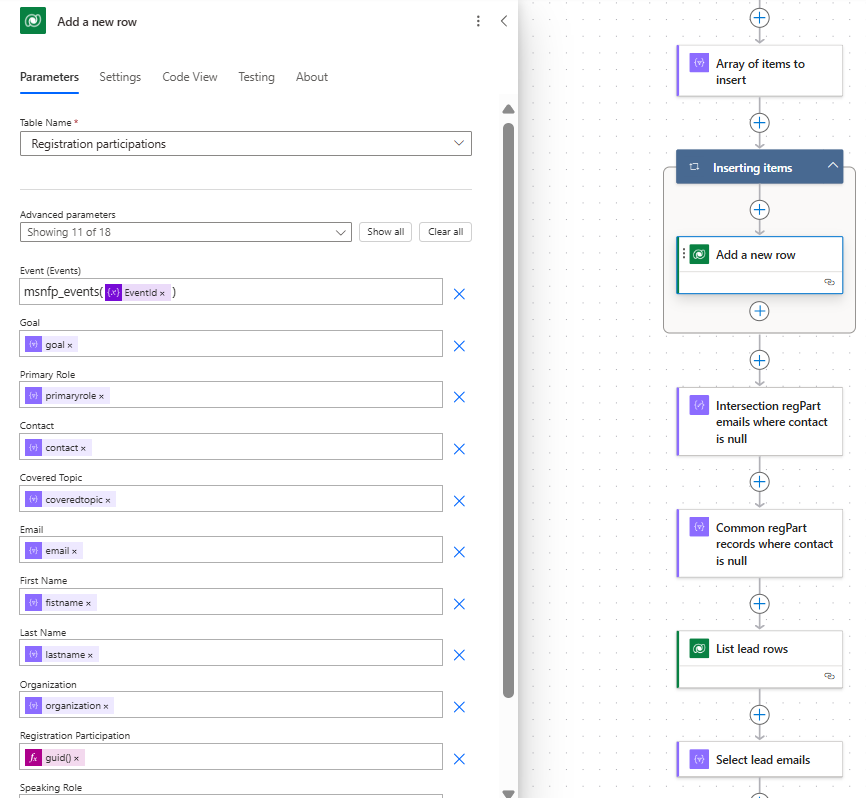 Add a new row
Parameters
Settings
Code View
Testing
About
Table Name *
Registration participations
Advanced parameters
Showing 11 of 18
Show all
Clear all
Event (Events)
msnfp_events( {x} EventId × )
Goal
{v} goal ×
Primary Role
{v} primaryrole ×
Contact
{v} contact ×
Covered Topic
{v} coveredtopic ×
Email
{v} email ×
First Name
{v} fistname ×
Last Name
{v} lastname ×
Organization
{v} organization ×
Registration Participation
fx guid() ×
Speaking Role
Array of items to
insert
Inserting items
Add a new row
Intersection regPart
emails where contact
is null
Common regPart
records where contact
is null
List lead rows
Select lead emails